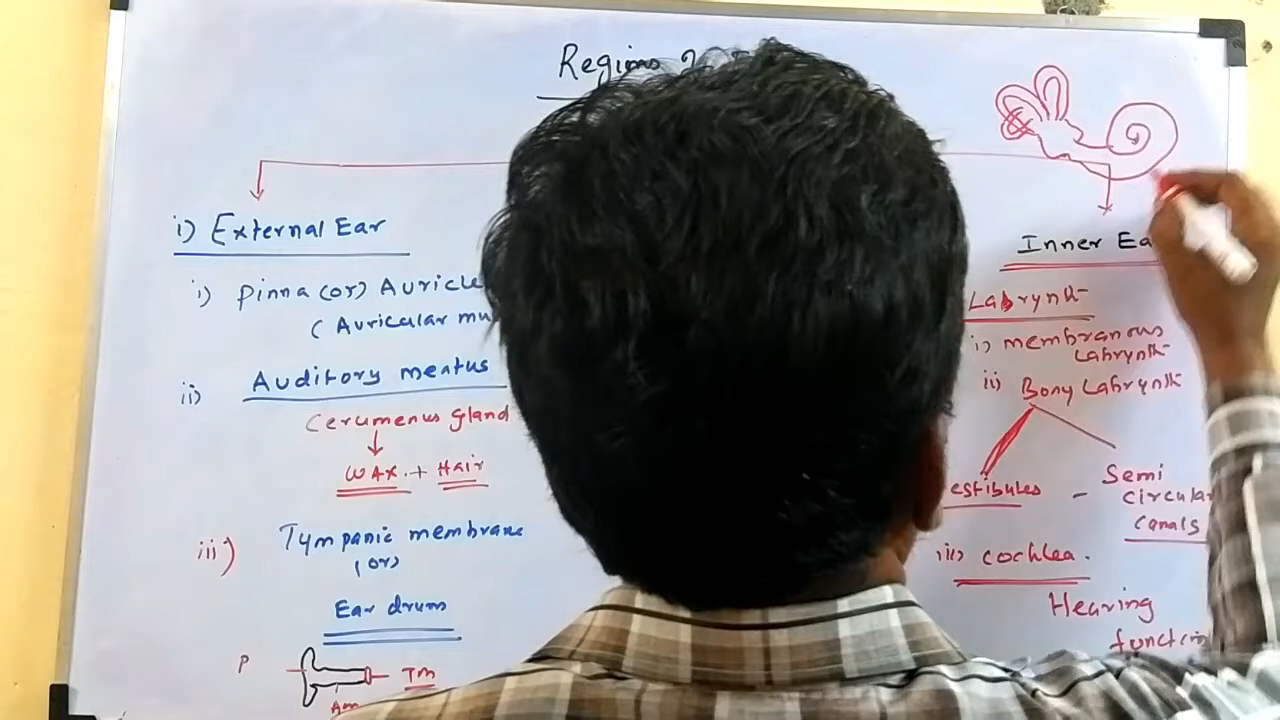 Regions
i) External Ear
i) Pinna (or) Auricle
( Auricular mu
ii) Auditory meatus
Cerumenus gland
WAX + Hair
iii) Tympanic membrane
(or)
Ear drum
P
TM
Inner Ea
Labrynth
i) membranous
Labrynth
ii) Bony Labrynth
estibules - Semi
circular
canals
iii) cochlea.
Hearing
function